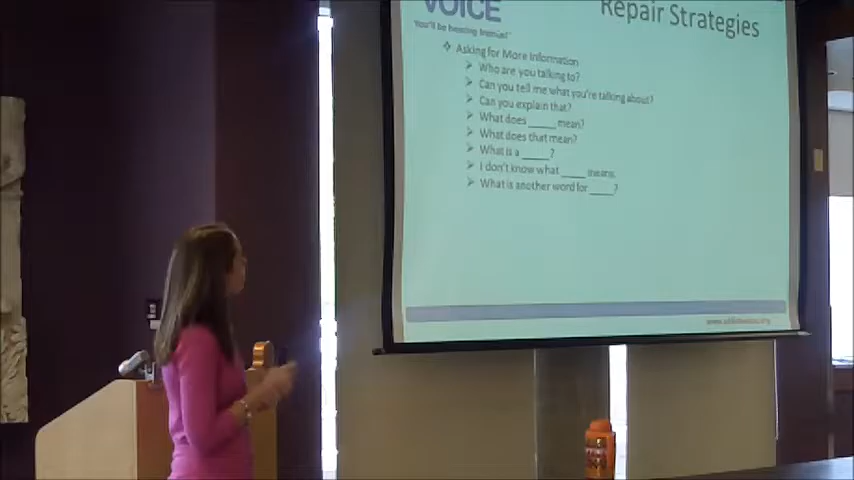 VOICE
You'll be hearing from us!™
Repair Strategies
❖ Asking for More Information
➢ Who are you talking to?
➢ Can you tell me what you're talking about?
➢ Can you explain that?
➢ What does _____ mean?
➢ What does that mean?
➢ What is a _____ ?
➢ I don't know what _____ means.
➢ What is another word for _____ ?